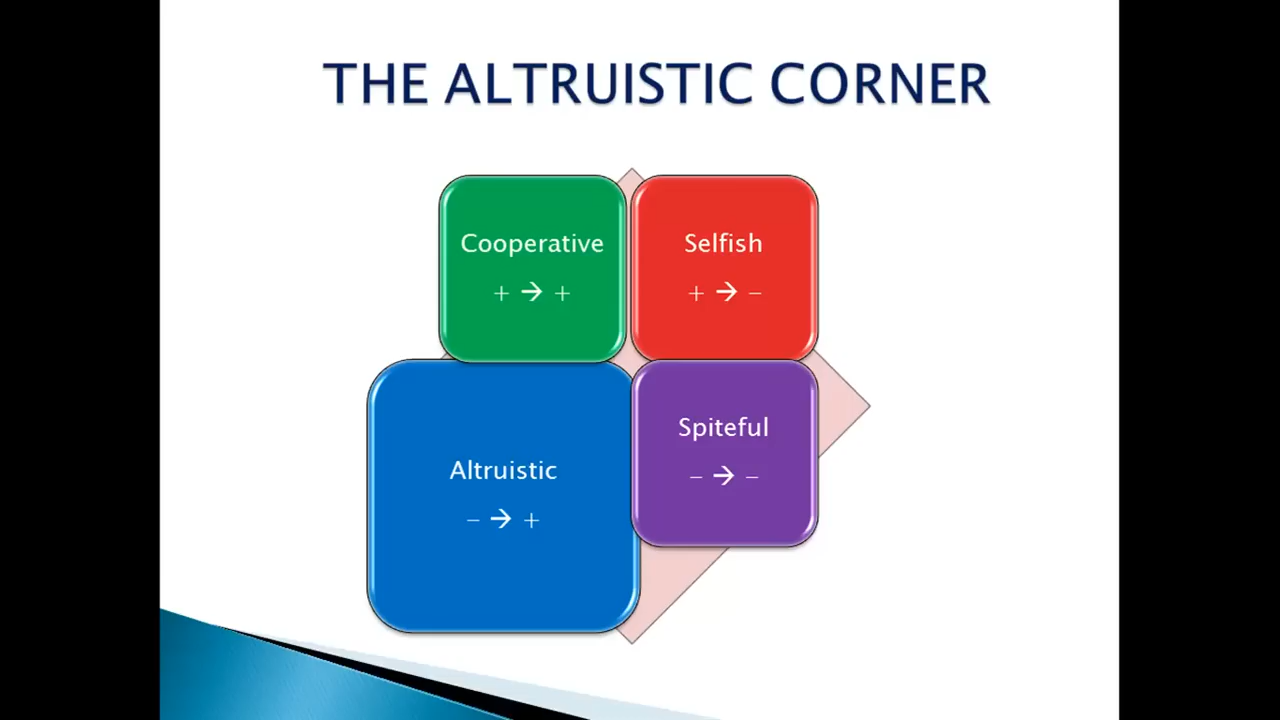 THE ALTRUISTIC CORNER
Cooperative
+ → +
Selfish
+ → −
Altruistic
− → +
Spiteful
− → −